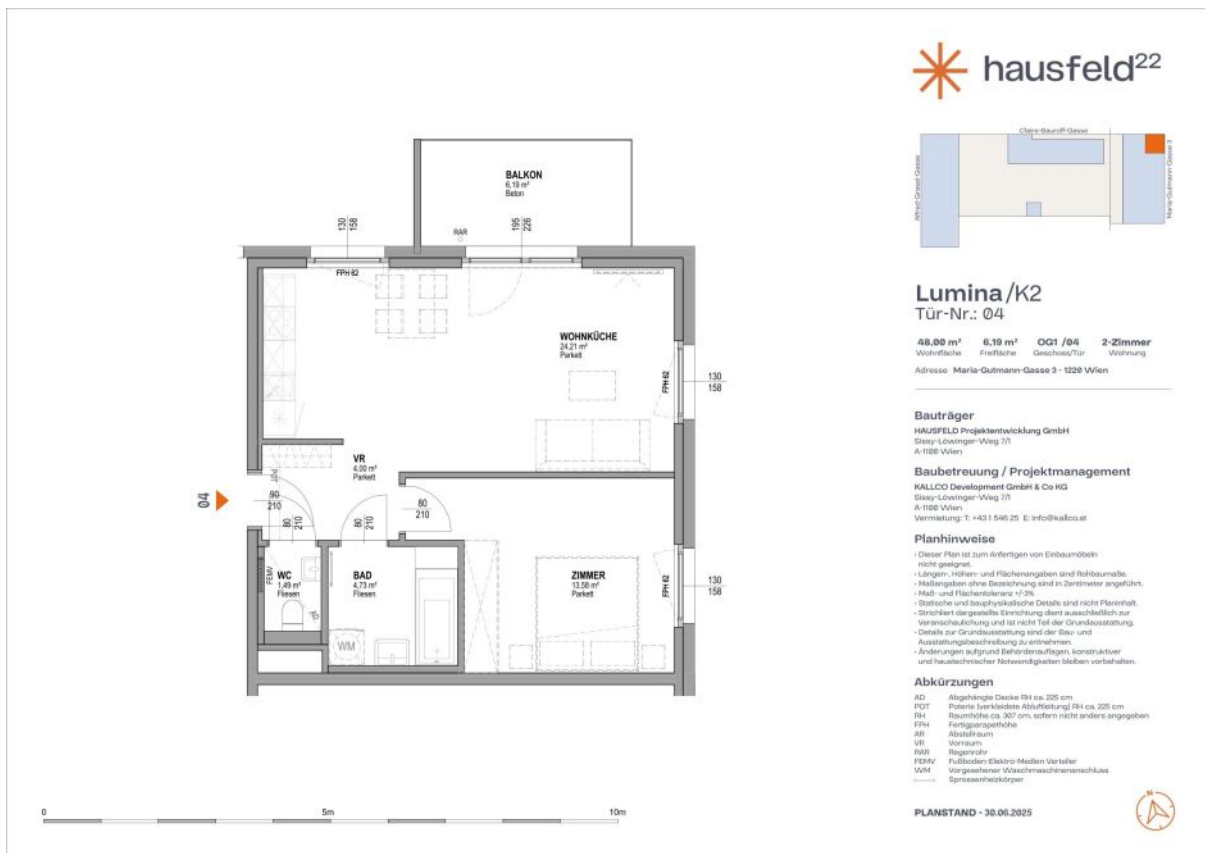 hausfeld²²
Claire-Bauroff-Gasse
Alfred-Grissel-Gasse
Maria-Gutmann-Gasse 3
Lumina/K2
Tür-Nr.: 04
48,00 m² 6,19 m² OG1 /04 2-Zimmer
Wohnfläche Freifläche Geschoss/Tür Wohnung
Adresse Maria-Gutmann-Gasse 3 - 1220 Wien
Bauträger
HAUSFELD Projektentwicklung GmbH
Sissy-Löwinger-Weg 7/1
A-1100 Wien
Baubetreuung / Projektmanagement
KALLCO Development GmbH & Co KG
Sissy-Löwinger-Weg 7/1
A-1100 Wien
Vermietung: T: +43 1 546 25 E: info@kallco.at
Planhinweise
- Dieser Plan ist zum Anfertigen von Einbaumöbeln
nicht geeignet.
- Längen-, Höhen- und Flächenangaben sind Rohbaumaße.
- Maßangaben ohne Bezeichnung sind in Zentimeter angeführt.
- Maß- und Flächentoleranz +/-3%
- Statische und bauphysikalische Details sind nicht Planinhalt.
- Strichliert dargestellte Einrichtung dient ausschließlich zur
Veranschaulichung und ist nicht Teil der Grundausstattung.
- Details zur Grundausstattung sind der Bau- und
Ausstattungsbeschreibung zu entnehmen.
- Änderungen aufgrund Behördenauflagen, konstruktiver
und haustechnischer Notwendigkeiten bleiben vorbehalten.
Abkürzungen
AD Abgehängte Decke RH ca. 225 cm
POT Poterie (verkleidete Abluftleitung) RH ca. 225 cm
RH Raumhöhe ca. 307 cm, sofern nicht anders angegeben
FPH Fertigparapethöhe
AR Abstellraum
VR Vorraum
RAR Regenrohr
FEMV Fußboden-Elektro-Medien Verteiler
WM Vorgesehener Waschmaschinenanschluss
Sprossenheizkörper
PLANSTAND - 30.06.2025
N
BALKON
6,19 m²
Beton
RAR
130
158
195
226
FPH 62
WOHNKÜCHE
24,21 m²
Parkett
FPH 62
130
158
VR
4,00 m²
Parkett
POT
04
90
210
80
210
80
210
80
210
WC
1,49 m²
Fliesen
FEMV
AD
BAD
4,73 m²
Fliesen
WM
ZIMMER
13,58 m²
Parkett
FPH 62
130
158
0 5m 10m